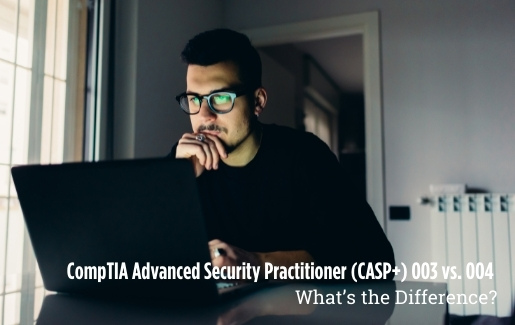 CompTIA Advanced Security Practitioner (CASP+) 003 vs. 004
What's the Difference?